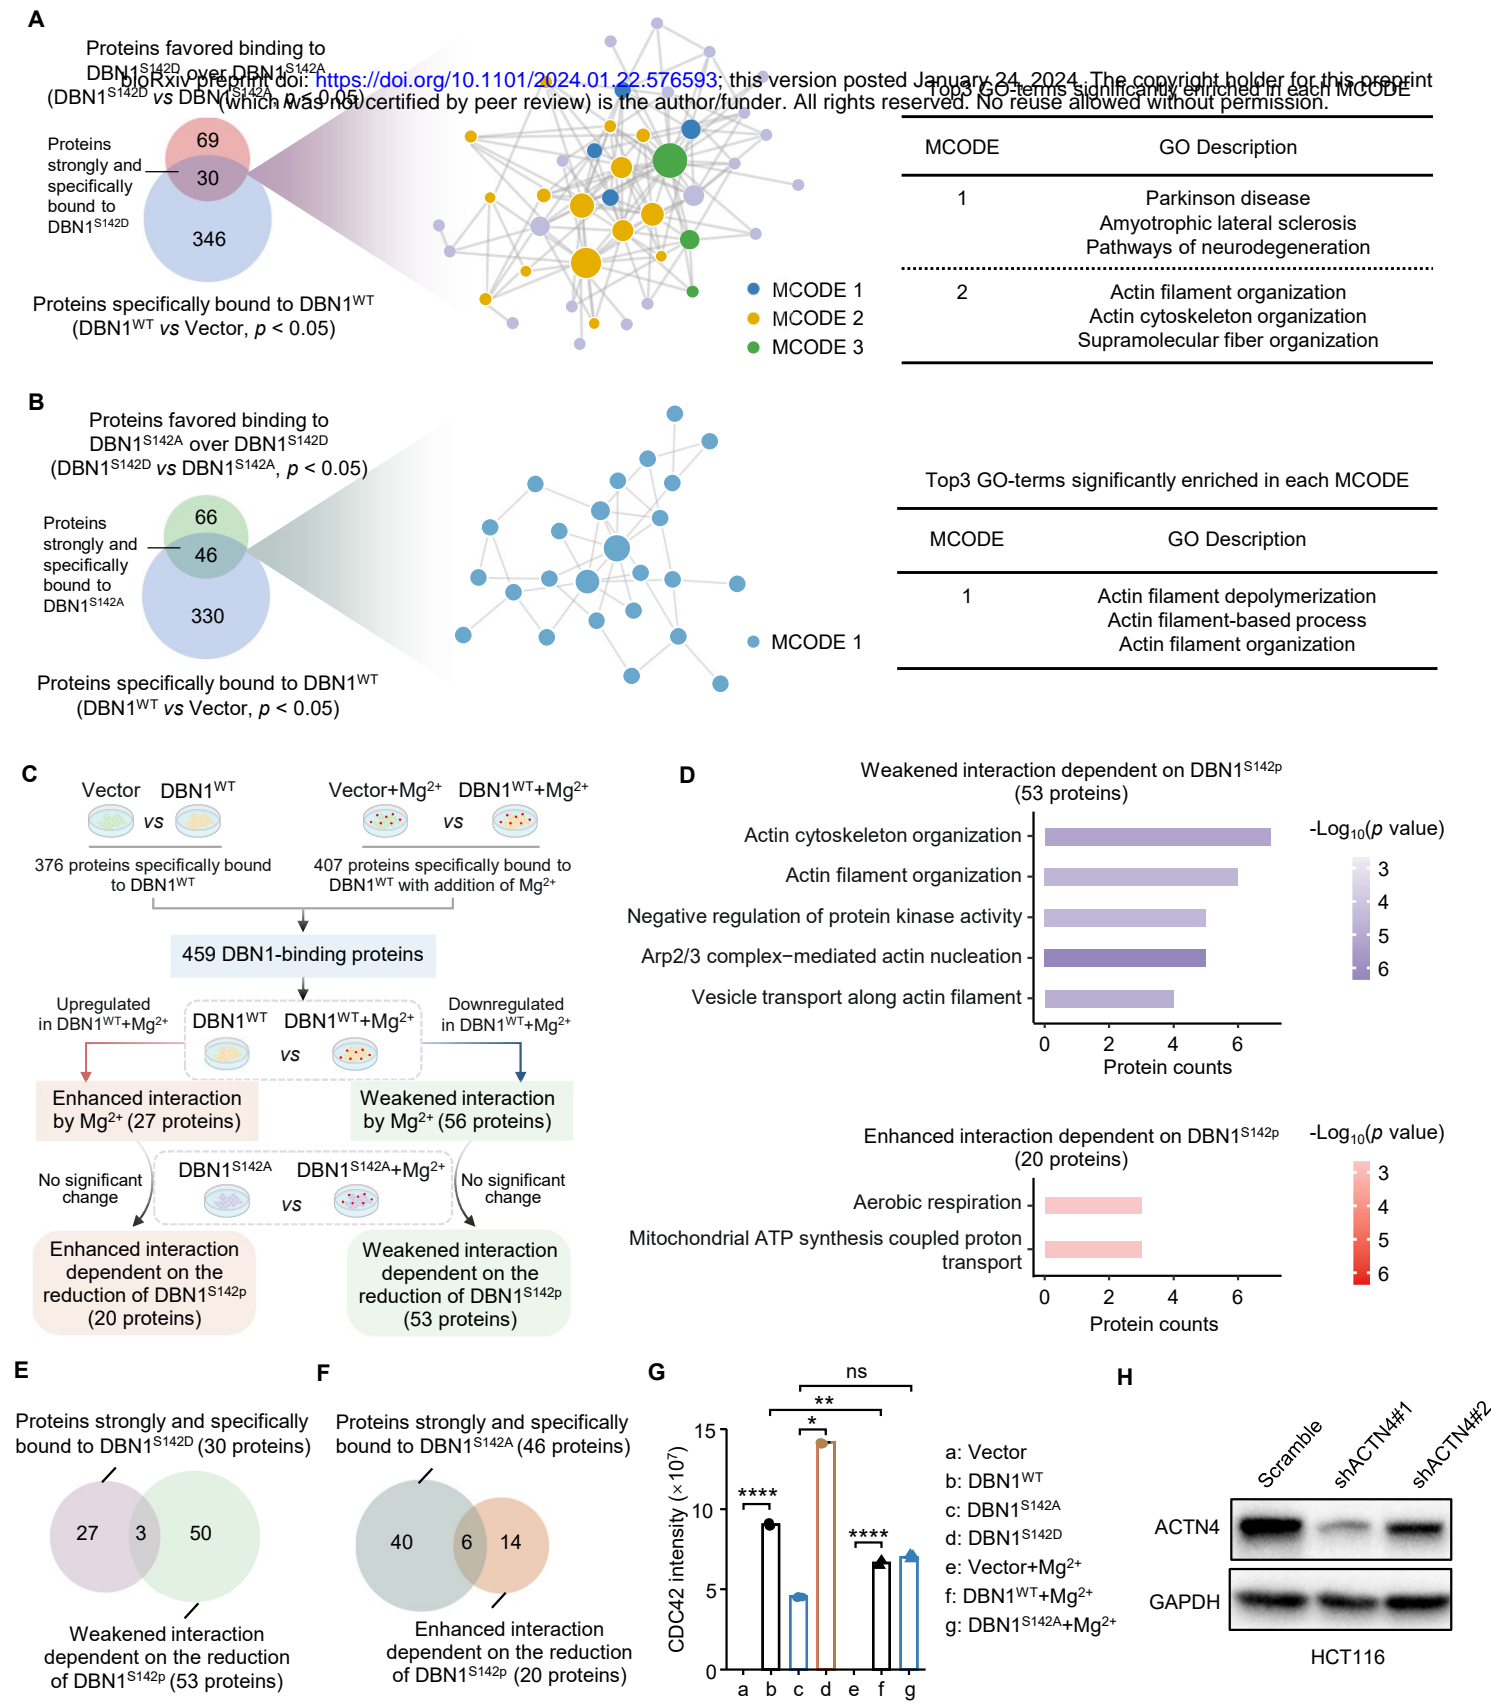 A
Proteins favored binding to
DBN1S142D over DBN1S142A
(DBN1S142D vs DBN1S142A, p < 0.05)
bioRxiv preprint doi: https://doi.org/10.1101/2024.01.22.576593; this version posted January 24, 2024. The copyright holder for this preprint
(which was not certified by peer review) is the author/funder. All rights reserved. No reuse allowed without permission.
Proteins
strongly and
specifically
bound to
DBN1S142D
69
30
346
Proteins specifically bound to DBN1WT
(DBN1WT vs Vector, p < 0.05)
MCODE 1
MCODE 2
MCODE 3
Top3 GO-terms significantly enriched in each MCODE
MCODE GO Description
1 Parkinson disease
Amyotrophic lateral sclerosis
Pathways of neurodegeneration
2 Actin filament organization
Actin cytoskeleton organization
Supramolecular fiber organization
B
Proteins favored binding to
DBN1S142A over DBN1S142D
(DBN1S142D vs DBN1S142A, p < 0.05)
Proteins
strongly and
specifically
bound to
DBN1S142A
66
46
330
Proteins specifically bound to DBN1WT
(DBN1WT vs Vector, p < 0.05)
MCODE 1
Top3 GO-terms significantly enriched in each MCODE
MCODE GO Description
1 Actin filament depolymerization
Actin filament-based process
Actin filament organization
C
Vector DBN1WT
vs
Vector+Mg2+ DBN1WT+Mg2+
vs
376 proteins specifically bound
to DBN1WT
407 proteins specifically bound to
DBN1WT with addition of Mg2+
459 DBN1-binding proteins
Upregulated
in DBN1WT+Mg2+
DBN1WT DBN1WT+Mg2+
vs
Downregulated
in DBN1WT+Mg2+
Enhanced interaction
by Mg2+ (27 proteins)
Weakened interaction
by Mg2+ (56 proteins)
No significant
change
DBN1S142A DBN1S142A+Mg2+
vs
No significant
change
Enhanced interaction
dependent on the
reduction of DBN1S142p
(20 proteins)
Weakened interaction
dependent on the
reduction of DBN1S142p
(53 proteins)
D
Weakened interaction dependent on DBN1S142p
(53 proteins)
Actin cytoskeleton organization
Actin filament organization
Negative regulation of protein kinase activity
Arp2/3 complex−mediated actin nucleation
Vesicle transport along actin filament
0 2 4 6
Protein counts
-Log10(p value)
3
4
5
6
Enhanced interaction dependent on DBN1S142p
(20 proteins)
Aerobic respiration
Mitochondrial ATP synthesis coupled proton
transport
0 2 4 6
Protein counts
-Log10(p value)
3
4
5
6
E
Proteins strongly and specifically
bound to DBN1S142D (30 proteins)
27 3 50
Weakened interaction
dependent on the reduction
of DBN1S142p (53 proteins)
F
Proteins strongly and specifically
bound to DBN1S142A (46 proteins)
40 6 14
Enhanced interaction
dependent on the reduction
of DBN1S142p (20 proteins)
G
ns
**
*
****
****
CDC42 intensity (×107)
15
10
5
0
a b c d e f g
a: Vector
b: DBN1WT
c: DBN1S142A
d: DBN1S142D
e: Vector+Mg2+
f: DBN1WT+Mg2+
g: DBN1S142A+Mg2+
H
Scramble
shACTN4#1
shACTN4#2
ACTN4
GAPDH
HCT116